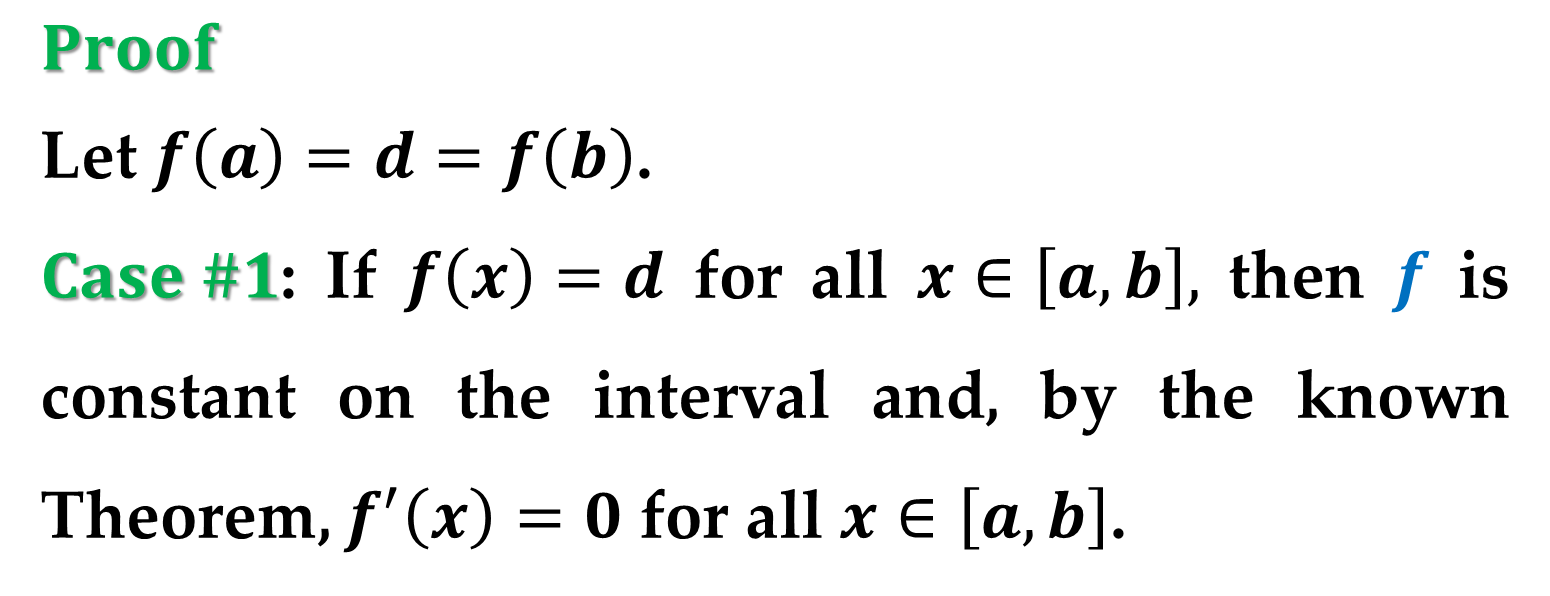 Proof
Let f(a) = d = f(b).
Case #1: If f(x) = d for all x ∈ [a, b], then f is
constant on the interval and, by the known
Theorem, f′(x) = 0 for all x ∈ [a, b].